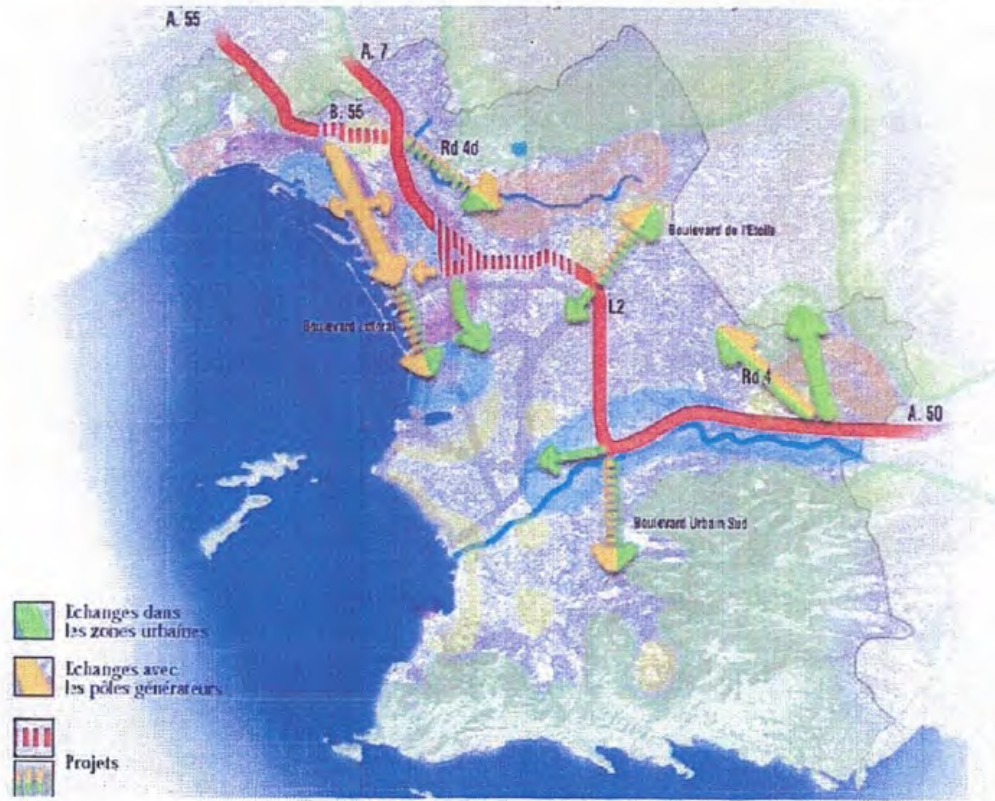 A. 55
A. 7
B. 55
Rd 4d
Boulevard de l'Etoile
L2
Boulevard Littoral
Rd 4
A. 50
Boulevard Urbain Sud
Echanges dans
les zones urbaines
Echanges avec
les pôles générateurs
Projets